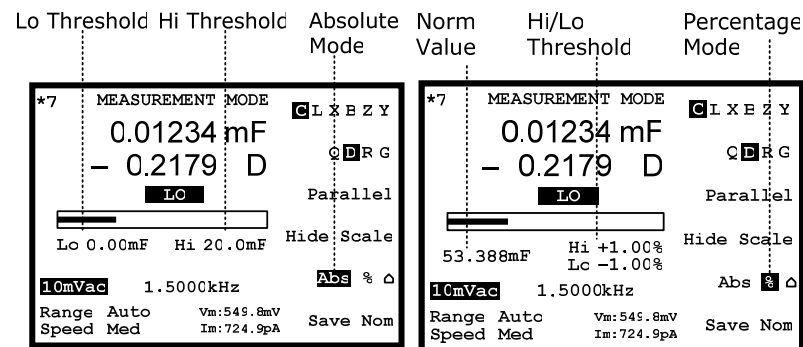 Lo Threshold Hi Threshold Absolute Mode
Norm Value Hi/Lo Threshold Percentage Mode
*7 MEASUREMENT MODE
C L X B Z Y
0.01234 mF
– 0.2179 D
Q D R G
LO
Parallel
Lo 0.00mF Hi 20.0mF
Hide Scale
Abs %
10mVac 1.5000kHz
Range Auto Vm:549.8mV
Speed Med Im:724.9pA
Save Nom
*7 MEASUREMENT MODE
C L X B Z Y
0.01234 mF
– 0.2179 D
Q D R G
LO
Parallel
53.388mF
Hi +1.00%
Lo -1.00%
Hide Scale
Abs %
10mVac 1.5000kHz
Range Auto Vm:549.8mV
Speed Med Im:724.9pA
Save Nom